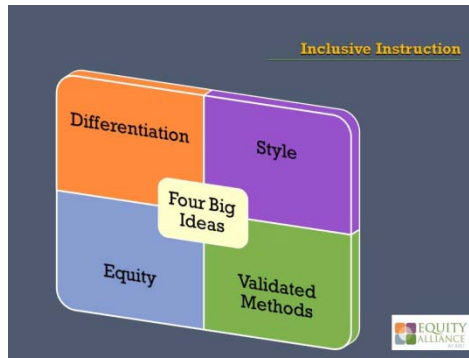 Inclusive Instruction
Differentiation
Style
Four Big
Ideas
Equity
Validated
Methods
EQUITY
ALLIANCE